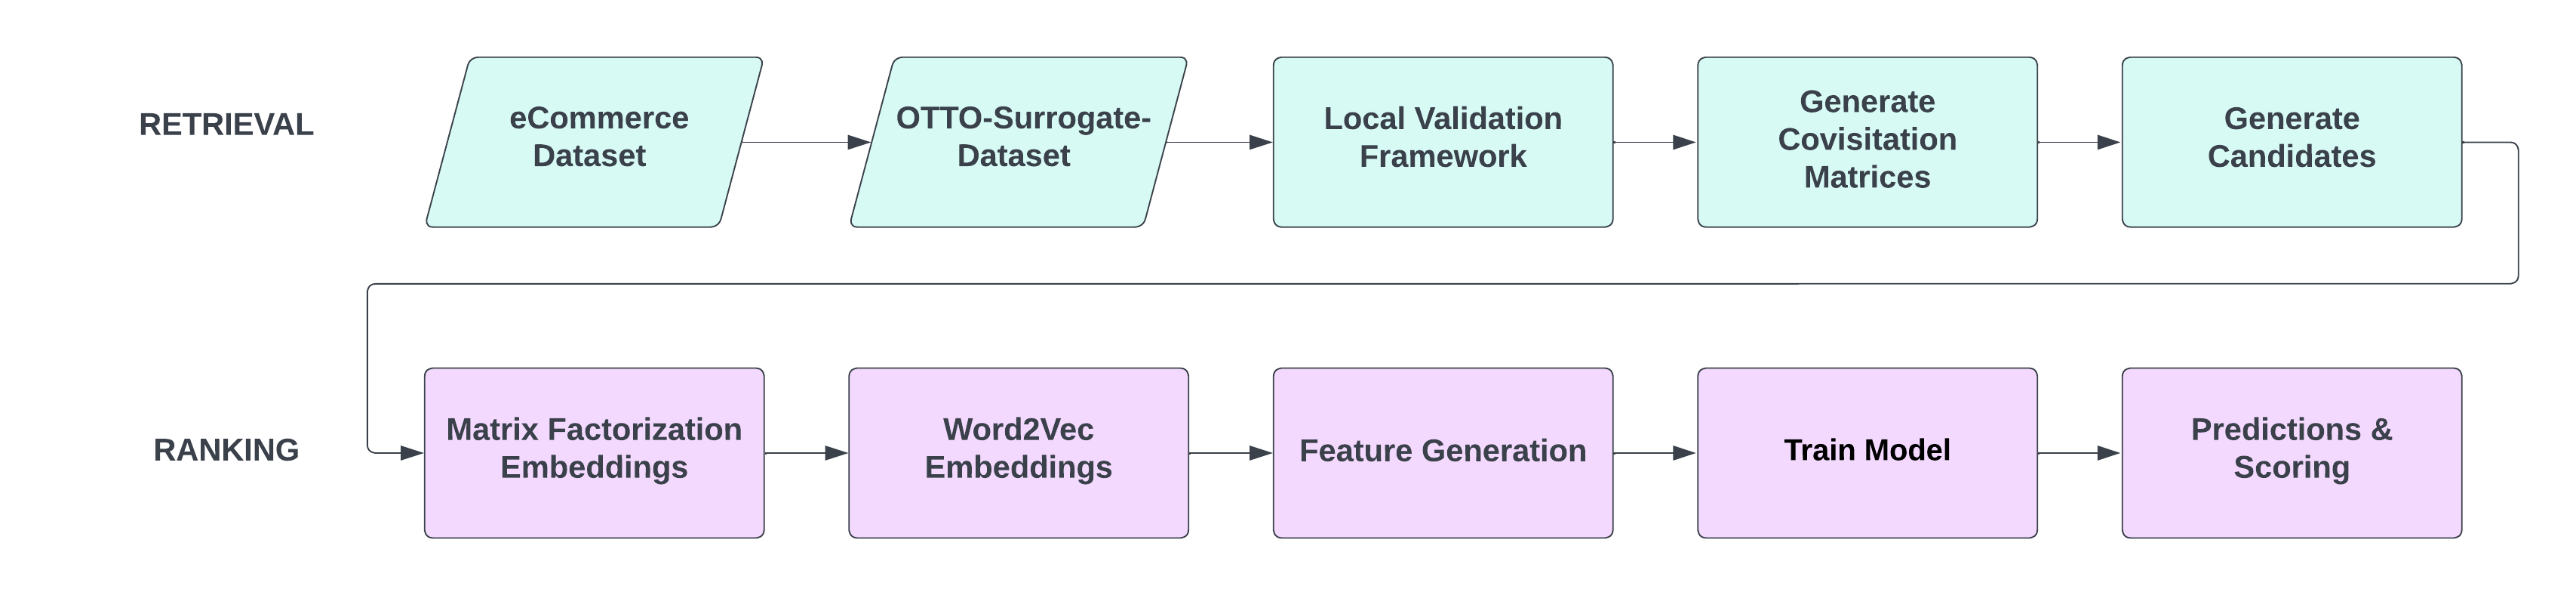 RETRIEVAL
eCommerce
Dataset
OTTO-Surrogate-
Dataset
Local Validation
Framework
Generate
Covisitation
Matrices
Generate
Candidates
RANKING
Matrix Factorization
Embeddings
Word2Vec
Embeddings
Feature Generation
Train Model
Predictions &
Scoring